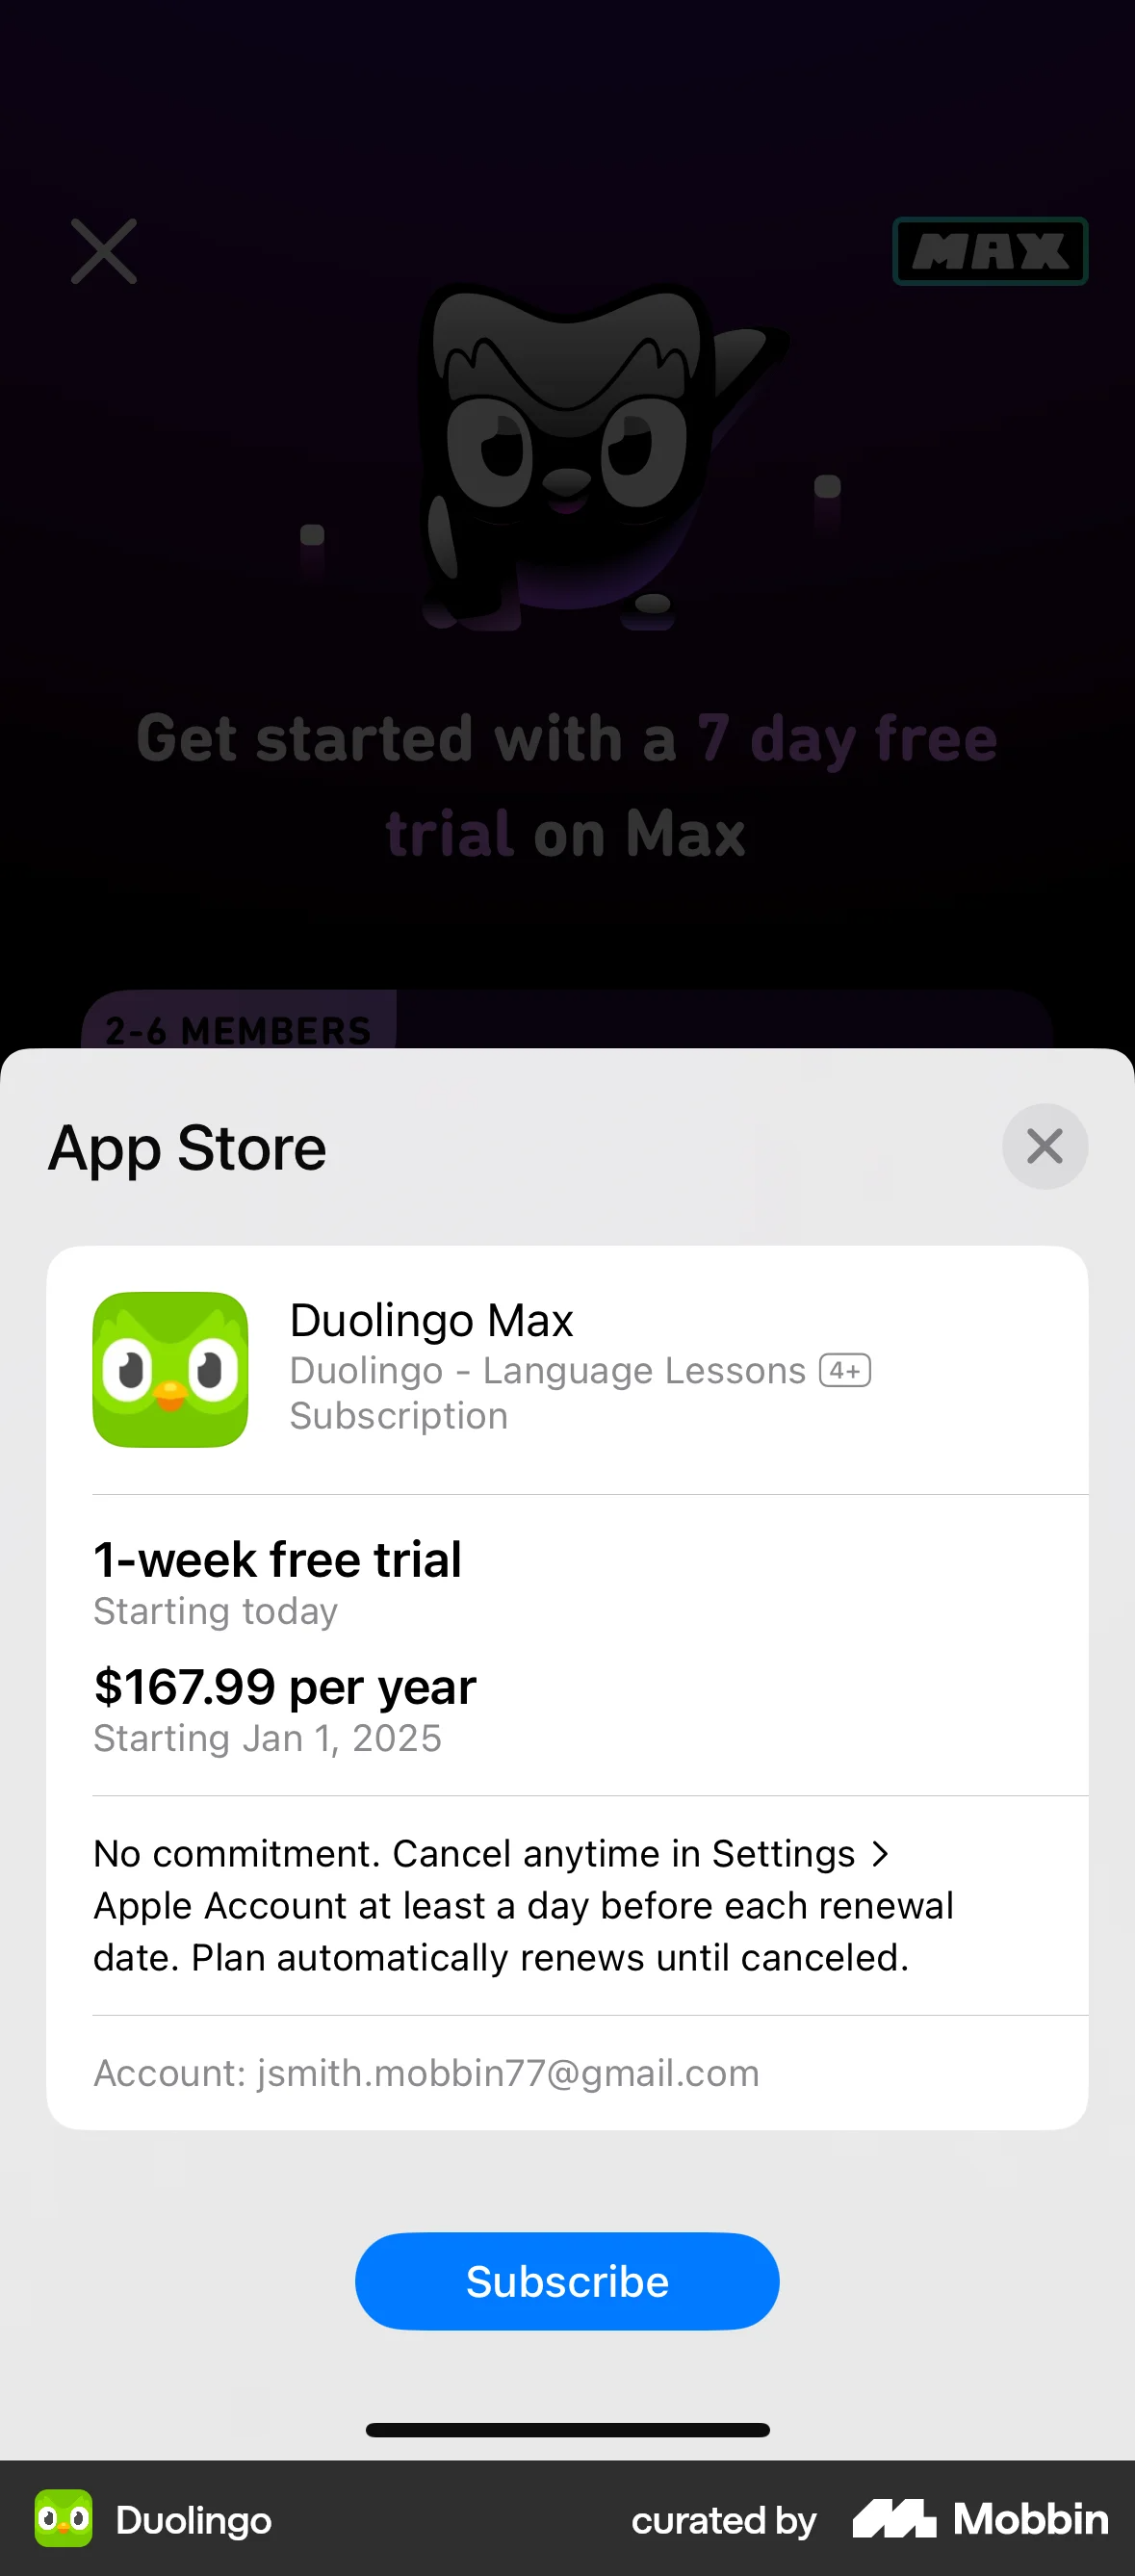 MAX
Get started with a 7 day free
trial on Max
2-6 MEMBERS
App Store
Duolingo Max
Duolingo - Language Lessons 4+
Subscription
1-week free trial
Starting today
$167.99 per year
Starting Jan 1, 2025
No commitment. Cancel anytime in Settings >
Apple Account at least a day before each renewal
date. Plan automatically renews until canceled.
Account: jsmith.mobbin77@gmail.com
Subscribe
Duolingo
curated by Mobbin